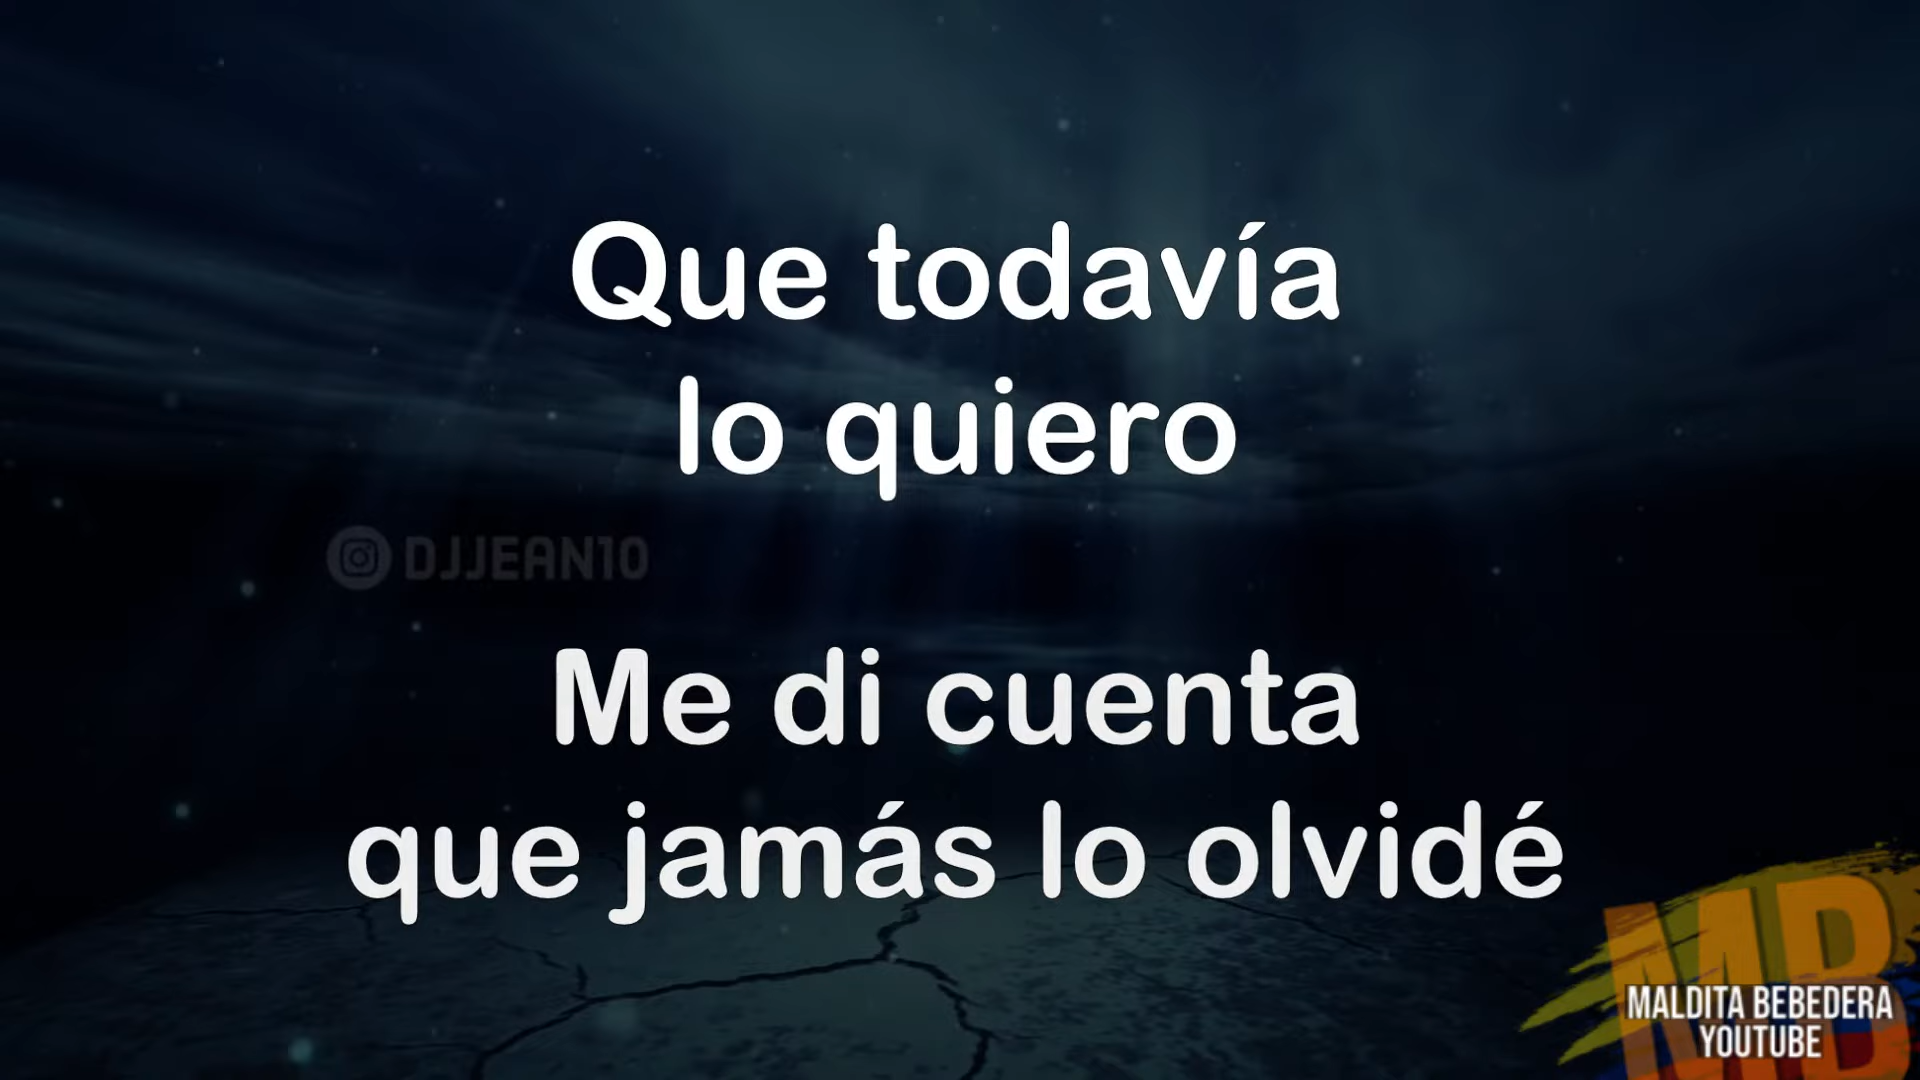 Que todavía
lo quiero
DJJEAN10
Me di cuenta
que jamás lo olvidé
MB
MALDITA BEBEDERA
YOUTUBE